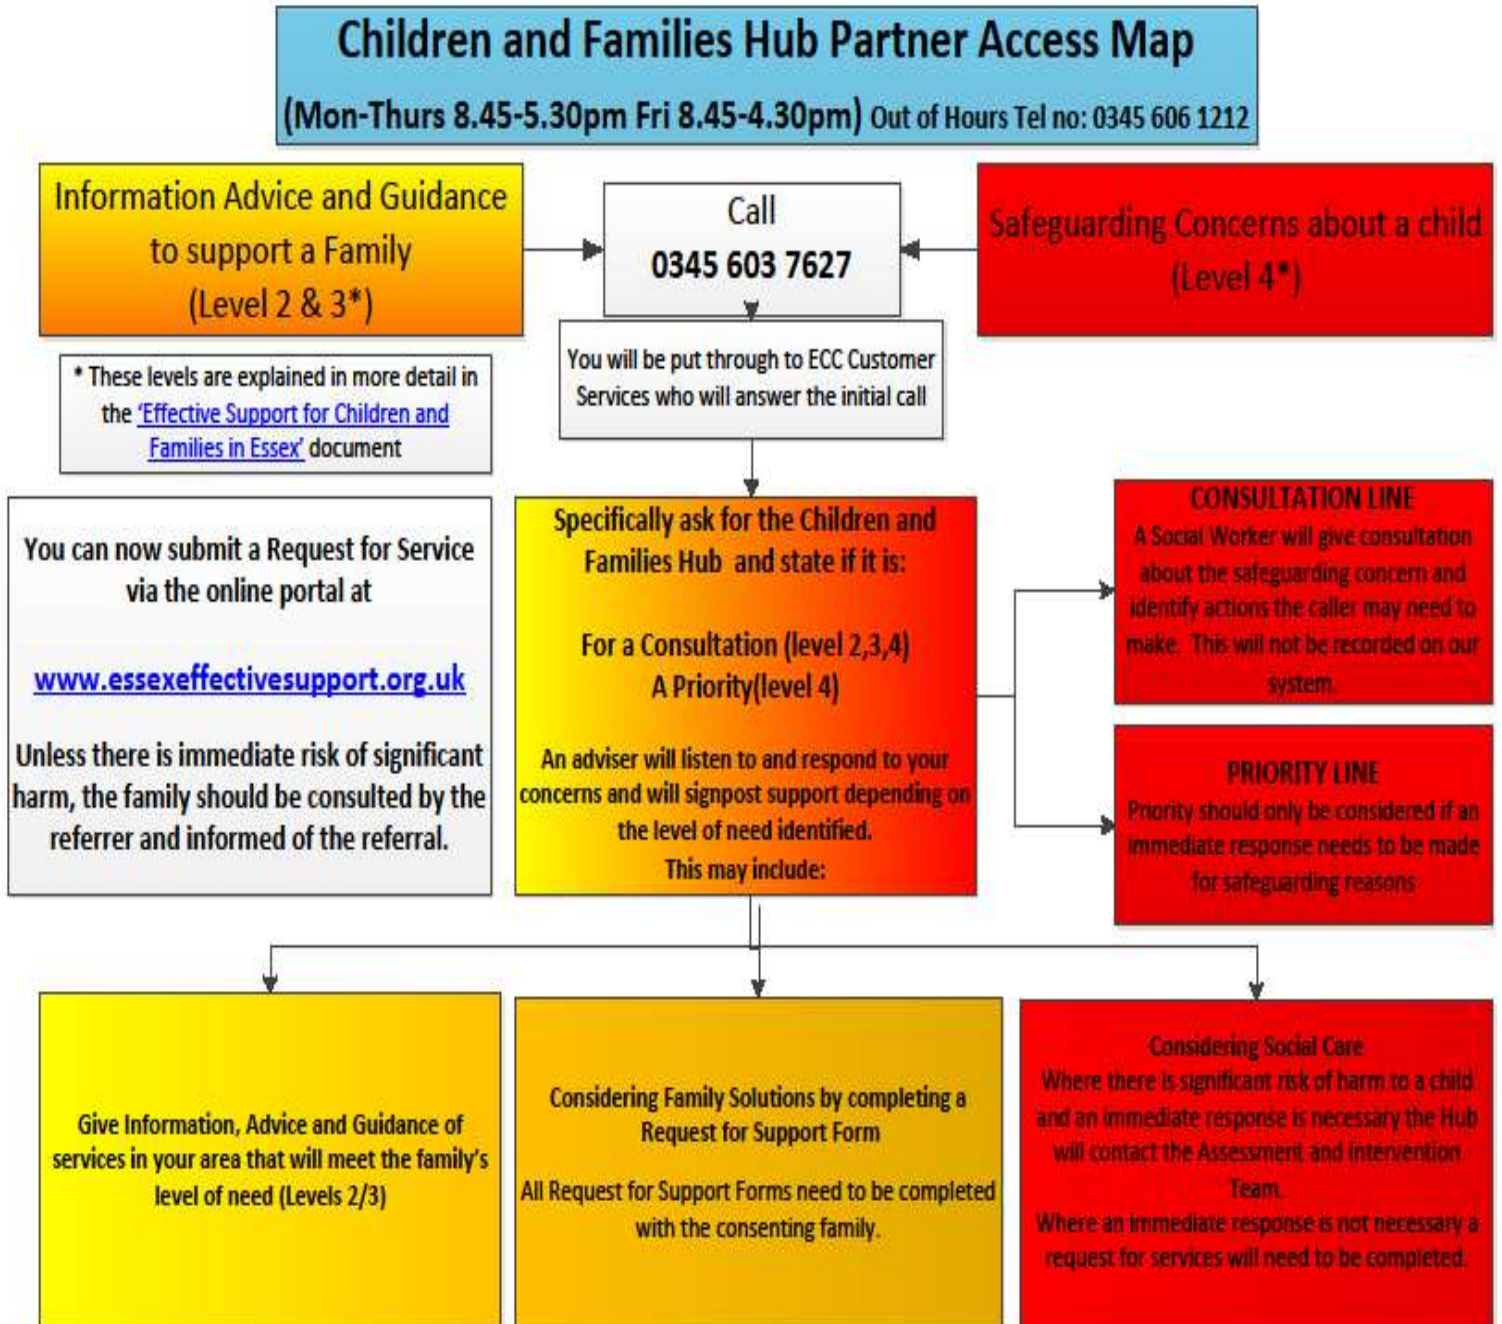 Children and Families Hub Partner Access Map
(Mon-Thurs 8.45-5.30pm Fri 8.45-4.30pm) Out of Hours Tel no: 0345 606 1212
Information Advice and Guidance
to support a Family
(Level 2 & 3*)
Call
0345 603 7627
Safeguarding Concerns about a child
(Level 4*)
* These levels are explained in more detail in
the 'Effective Support for Children and
Families in Essex' document
You will be put through to ECC Customer
Services who will answer the initial call
You can now submit a Request for Service
via the online portal at
www.essexeffectivesupport.org.uk
Unless there is immediate risk of significant
harm, the family should be consulted by the
referrer and informed of the referral.
Specifically ask for the Children and
Families Hub and state if it is:
For a Consultation (level 2,3,4)
A Priority(level 4)
An adviser will listen to and respond to your
concerns and will signpost support depending on
the level of need identified.
This may include:
CONSULTATION LINE
A Social Worker will give consultation
about the safeguarding concern and
identify actions the caller may need to
make. This will not be recorded on our
system.
PRIORITY LINE
Priority should only be considered if an
immediate response needs to be made
for safeguarding reasons
Give Information, Advice and Guidance of
services in your area that will meet the family's
level of need (Levels 2/3)
Considering Family Solutions by completing a
Request for Support Form
All Request for Support Forms need to be completed
with the consenting family.
Considering Social Care
Where there is significant risk of harm to a child
and an immediate response is necessary the Hub
will contact the Assessment and Intervention
Team.
Where an immediate response is not necessary a
request for services will need to be completed.